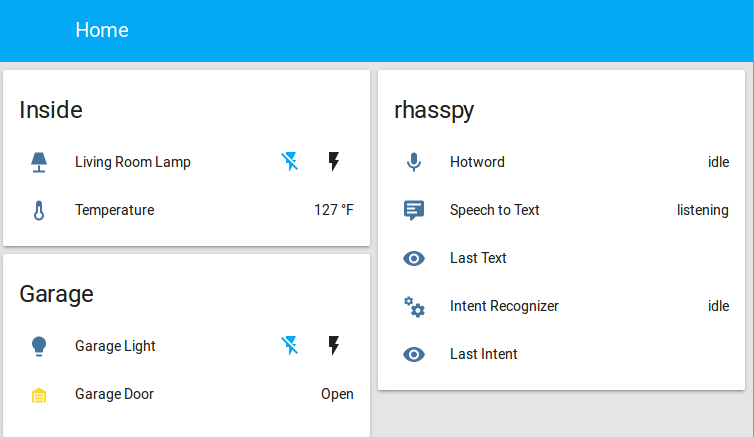 Home
Inside
Living Room Lamp
Temperature 127 °F
Garage
Garage Light
Garage Door Open
rhasspy
Hotword idle
Speech to Text listening
Last Text
Intent Recognizer idle
Last Intent